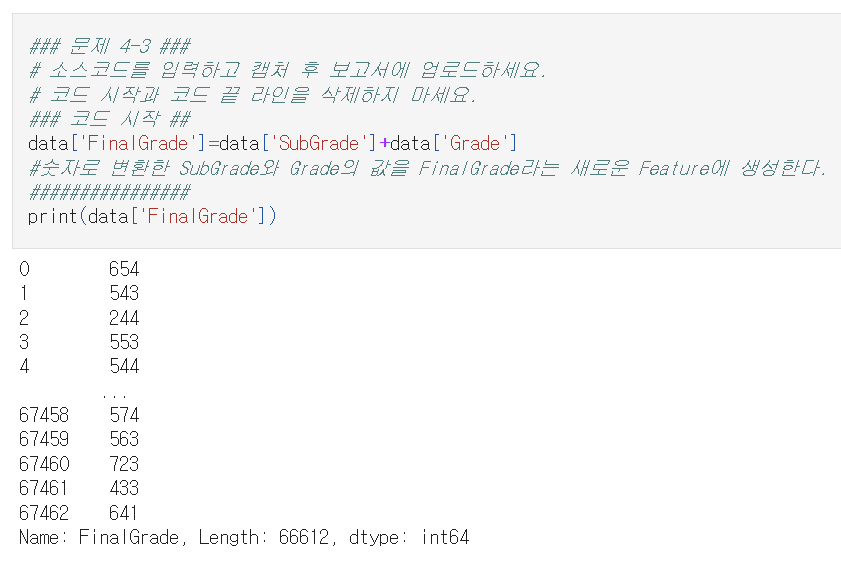 ### 문제 4-3 ###
# 소스코드를 입력하고 캡처 후 보고서에 업로드하세요.
# 코드 시작과 코드 끝 라인을 삭제하지 마세요.
### 코드 시작 ##
data['FinalGrade']=data['SubGrade']+data['Grade']
#숫자로 변환한 SubGrade와 Grade의 값을 FinalGrade라는 새로운 Feature에 생성한다.
################
print(data['FinalGrade'])
0        654
1        543
2        244
3        553
4        544
...
67458    574
67459    563
67460    723
67461    433
67462    641
Name: FinalGrade, Length: 66612, dtype: int64